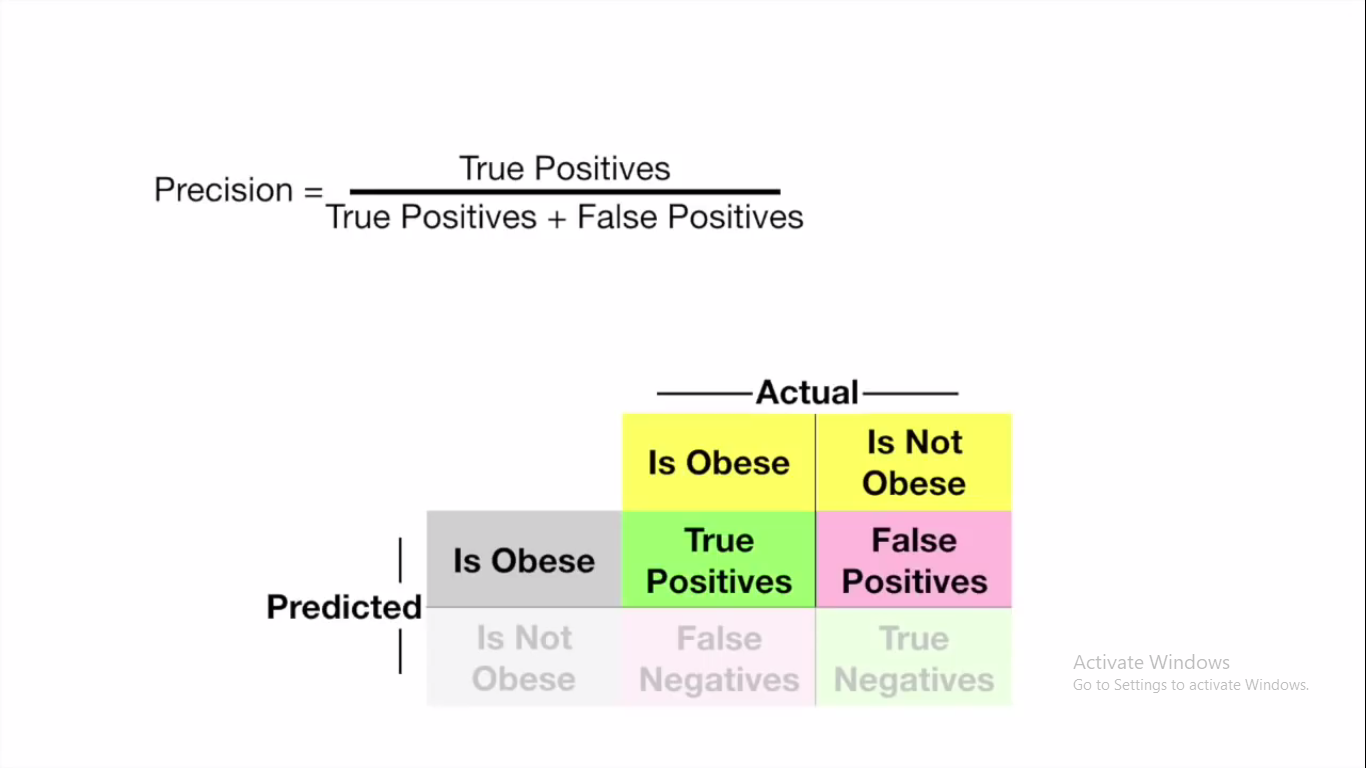 True Positives
Precision =
True Positives + False Positives
Actual
Is Obese
Is Not
Obese
Is Obese
True
Positives
False
Positives
Predicted
Is Not
Obese
False
Negatives
True
Negatives
Activate Windows
Go to Settings to activate Windows.